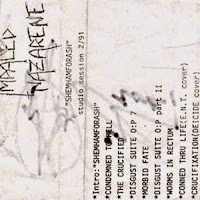 IMPALED
NAZARENE
"SHEMHAMFORASH"
studio session 2/91
*Intro:"SHEMHAMFORASH"
*CONDEMNED TO HELL
*THE CRUCIFIED
*DISGUST SUITE O:P 7
*MORBID FATE
*DISGUST SUITE O:P part II
*WORMS IN RECTUM
*CONNED THRU LIFE(E.N.T. cover)
*CRUCIFIXATION(DEICIDE cover)